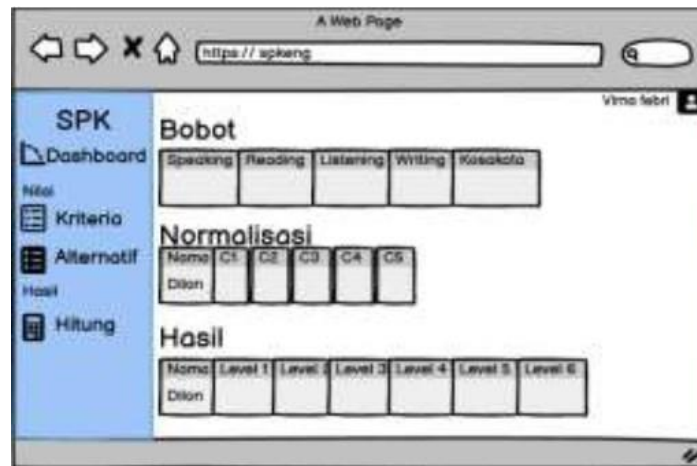 A Web Page
https:// spkeng
Virna febri
SPK
Dashboard
Nilai
Kriteria
Alternatif
Hasil
Hitung
Bobot
Speaking Reading Listening Writing Kosakata
Normalisasi
Nama C1 C2 C3 C4 C5
Dilan
Hasil
Nama Level 1 Level 2 Level 3 Level 4 Level 5 Level 6
Dilan